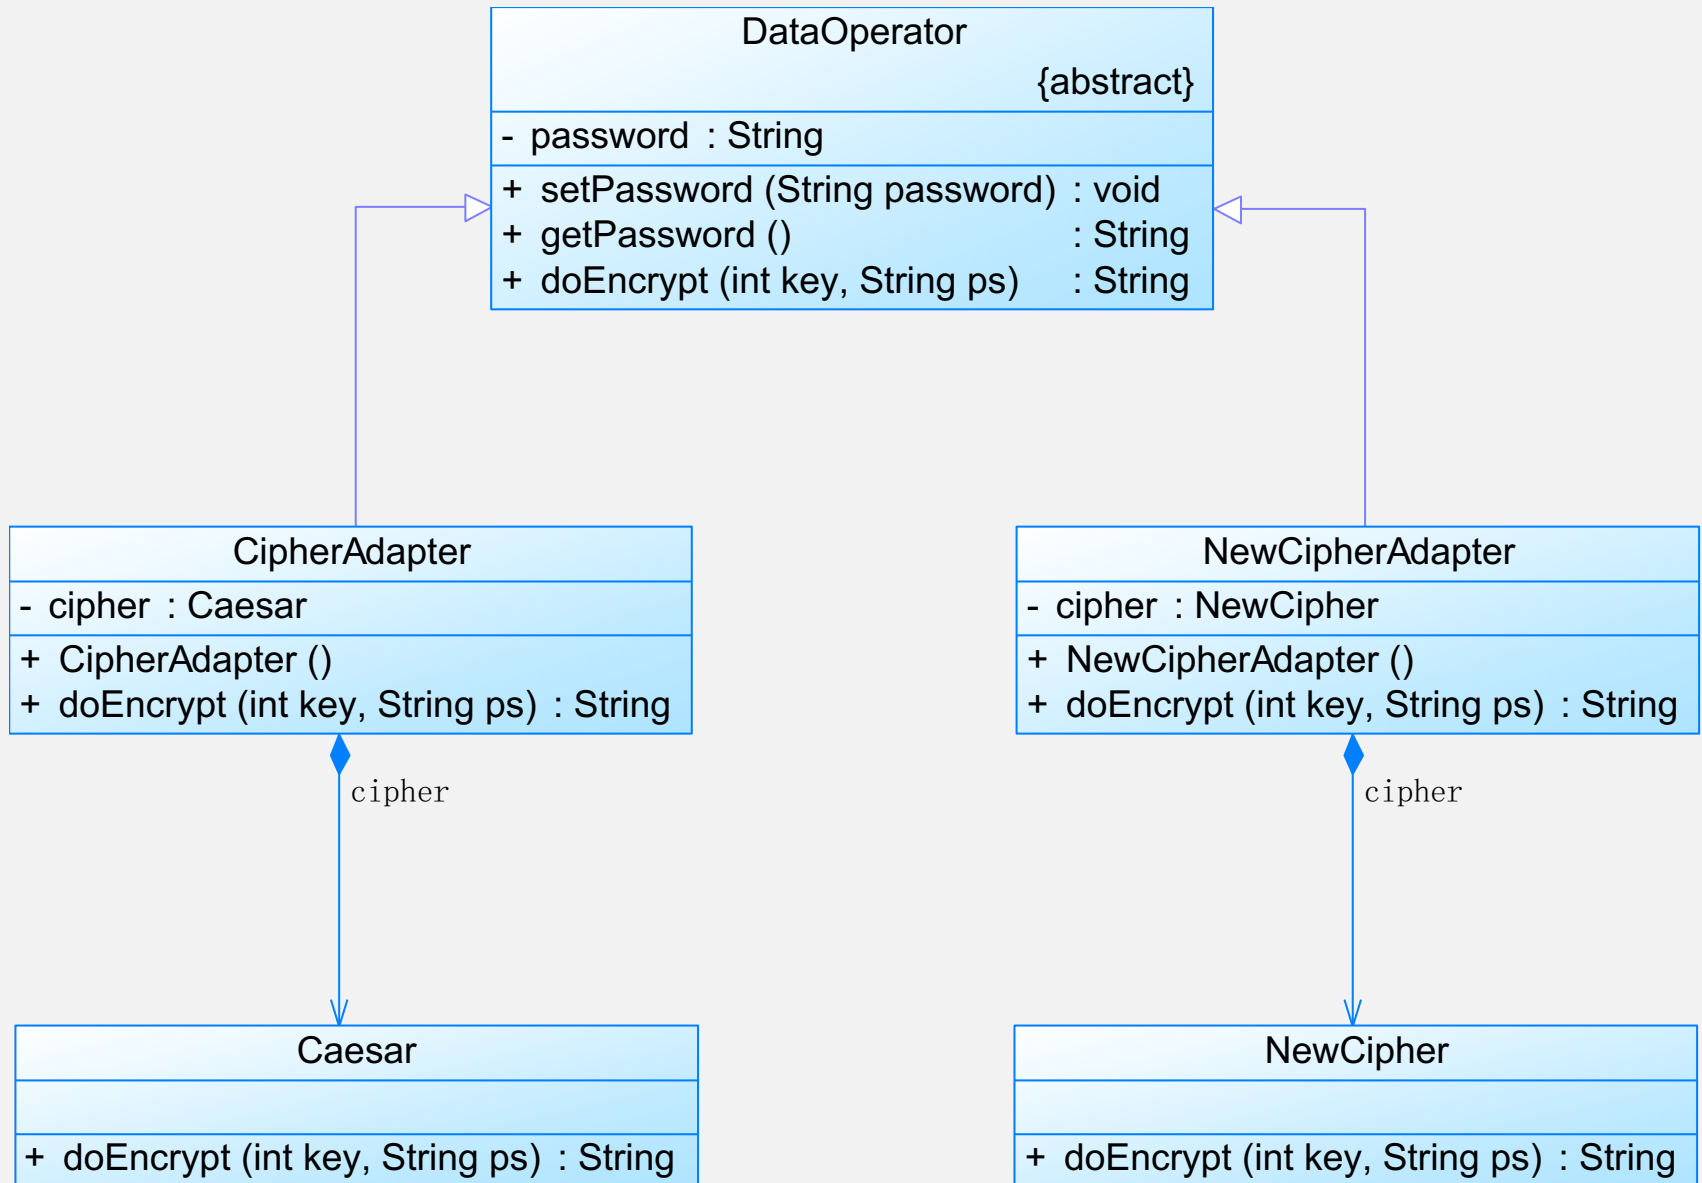 DataOperator
{abstract}
- password : String
+ setPassword (String password) : void
+ getPassword () : String
+ doEncrypt (int key, String ps) : String
CipherAdapter
- cipher : Caesar
+ CipherAdapter ()
+ doEncrypt (int key, String ps) : String
NewCipherAdapter
- cipher : NewCipher
+ NewCipherAdapter ()
+ doEncrypt (int key, String ps) : String
cipher
cipher
Caesar
+ doEncrypt (int key, String ps) : String
NewCipher
+ doEncrypt (int key, String ps) : String